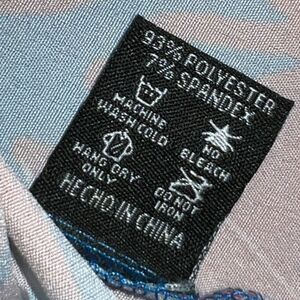 93% POLYESTER
7% SPANDEX
MACHINE
WASH COLD
NO
BLEACH
HANG DRY
ONLY
DO NOT
IRON
HECHO IN CHINA